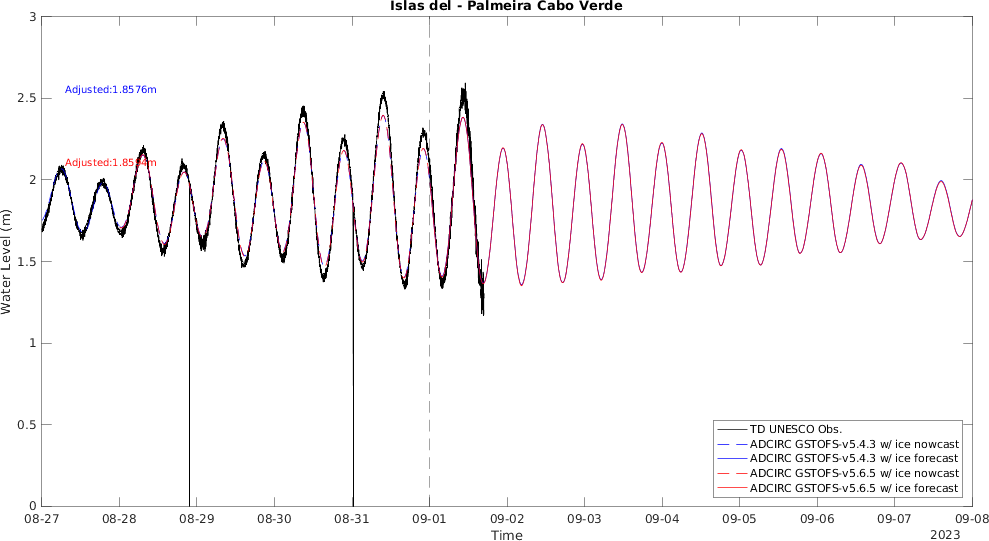 Islas del - Palmeira Cabo Verde
3
2.5
2
1.5
1
0.5
0
Water Level (m)
Adjusted:1.8576m
Adjusted:1.8594m
TD UNESCO Obs.
ADCIRC GSTOFS-v5.4.3 w/ ice nowcast
ADCIRC GSTOFS-v5.4.3 w/ ice forecast
ADCIRC GSTOFS-v5.6.5 w/ ice nowcast
ADCIRC GSTOFS-v5.6.5 w/ ice forecast
08-27 08-28 08-29 08-30 08-31 09-01 09-02 09-03 09-04 09-05 09-06 09-07 09-08
Time
2023